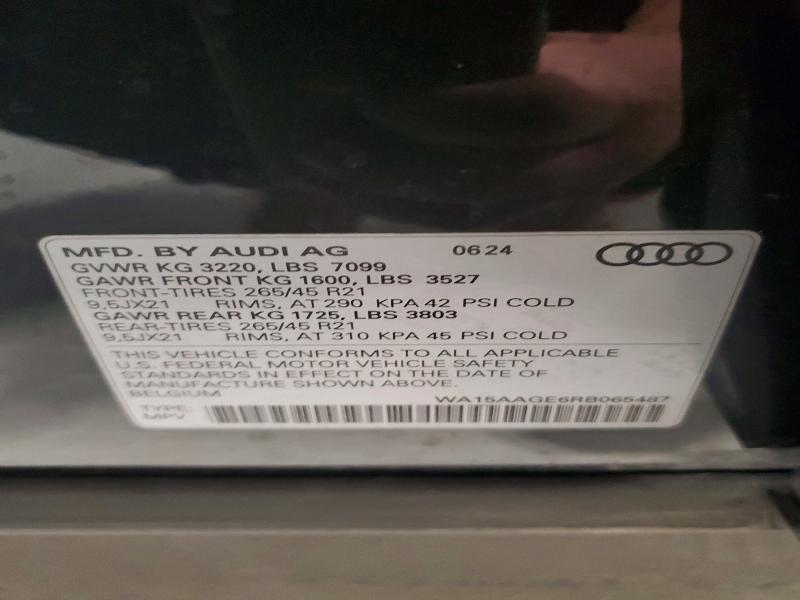 MFD. BY AUDI AG 0624
GVWR KG 3220, LBS 7099
GAWR FRONT KG 1600, LBS 3527
FRONT-TIRES 265/45 R21
9,5JX21 RIMS, AT 290 KPA 42 PSI COLD
GAWR REAR KG 1725, LBS 3803
REAR-TIRES 265/45 R21
9,5JX21 RIMS, AT 310 KPA 45 PSI COLD
THIS VEHICLE CONFORMS TO ALL APPLICABLE
U.S. FEDERAL MOTOR VEHICLE SAFETY
STANDARDS IN EFFECT ON THE DATE OF
MANUFACTURE SHOWN ABOVE.
BELGIUM WA15AAGE6RB065487
TYPE:
MPV